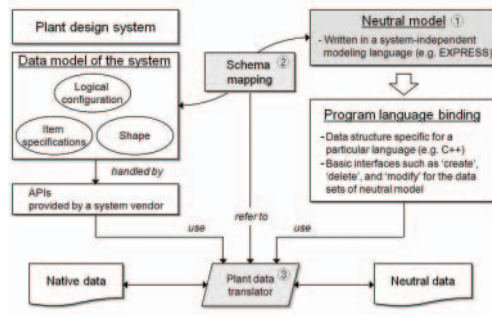 Plant design system
Data model of the system
Logical
configuration
Item
specifications
Shape
handled by
APIs
provided by a system vendor
use
Schema ②
mapping
refer to
Neutral model ①
- Written in a system-independent
modeling language (e.g. EXPRESS)
Program language binding
-Data structure specific for a
particular language (e.g. C++)
-Basic interfaces such as ‘create’,
‘delete’, and ‘modify’ for the data
sets of neutral model
use
Native data
Plant data ③
translator
Neutral data